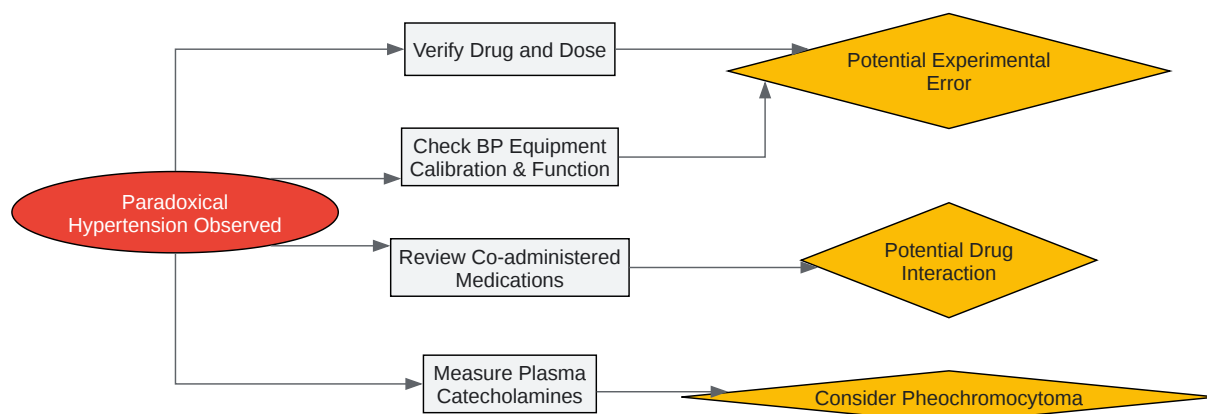 Verify Drug and Dose
Potential Experimental
Error
Check BP Equipment
Calibration & Function
Paradoxical
Hypertension Observed
Review Co-administered
Medications
Potential Drug
Interaction
Measure Plasma
Catecholamines
Consider Pheochromocytoma